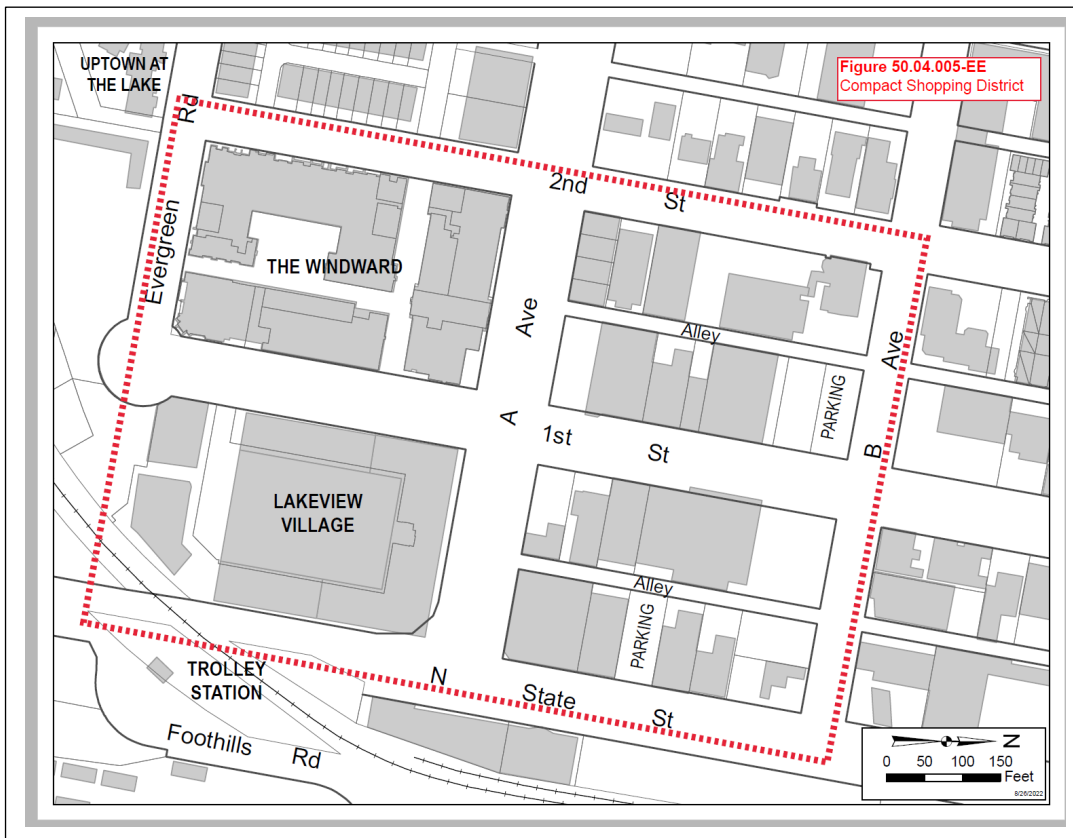 UPTOWN AT
THE LAKE
Figure 50.04.005-EE
Compact Shopping District
Evergreen Rd
2nd St
THE WINDWARD
A Ave
Alley
B Ave
PARKING
1st St
LAKEVIEW
VILLAGE
Alley
PARKING
TROLLEY
STATION
N State St
Foothills Rd
N
0 50 100 150
Feet
8/26/2022